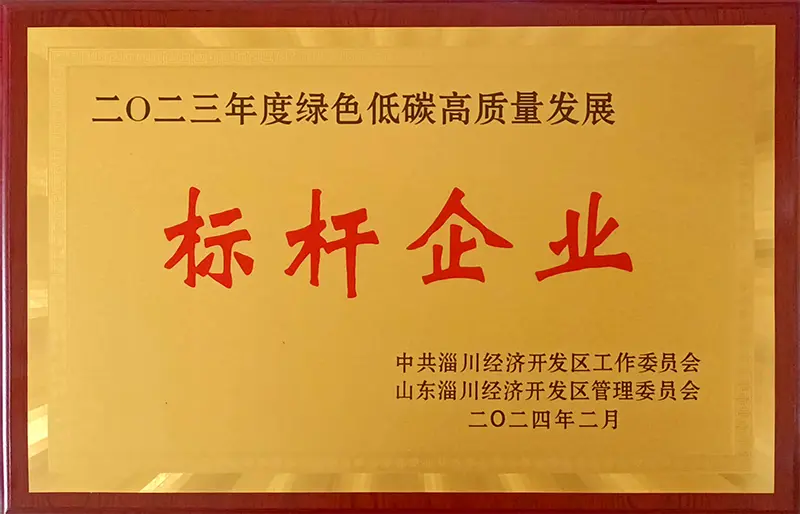 二〇二三年度绿色低碳高质量发展
标杆企业
中共淄川经济开发区工作委员会
山东淄川经济开发区管理委员会
二〇二四年二月